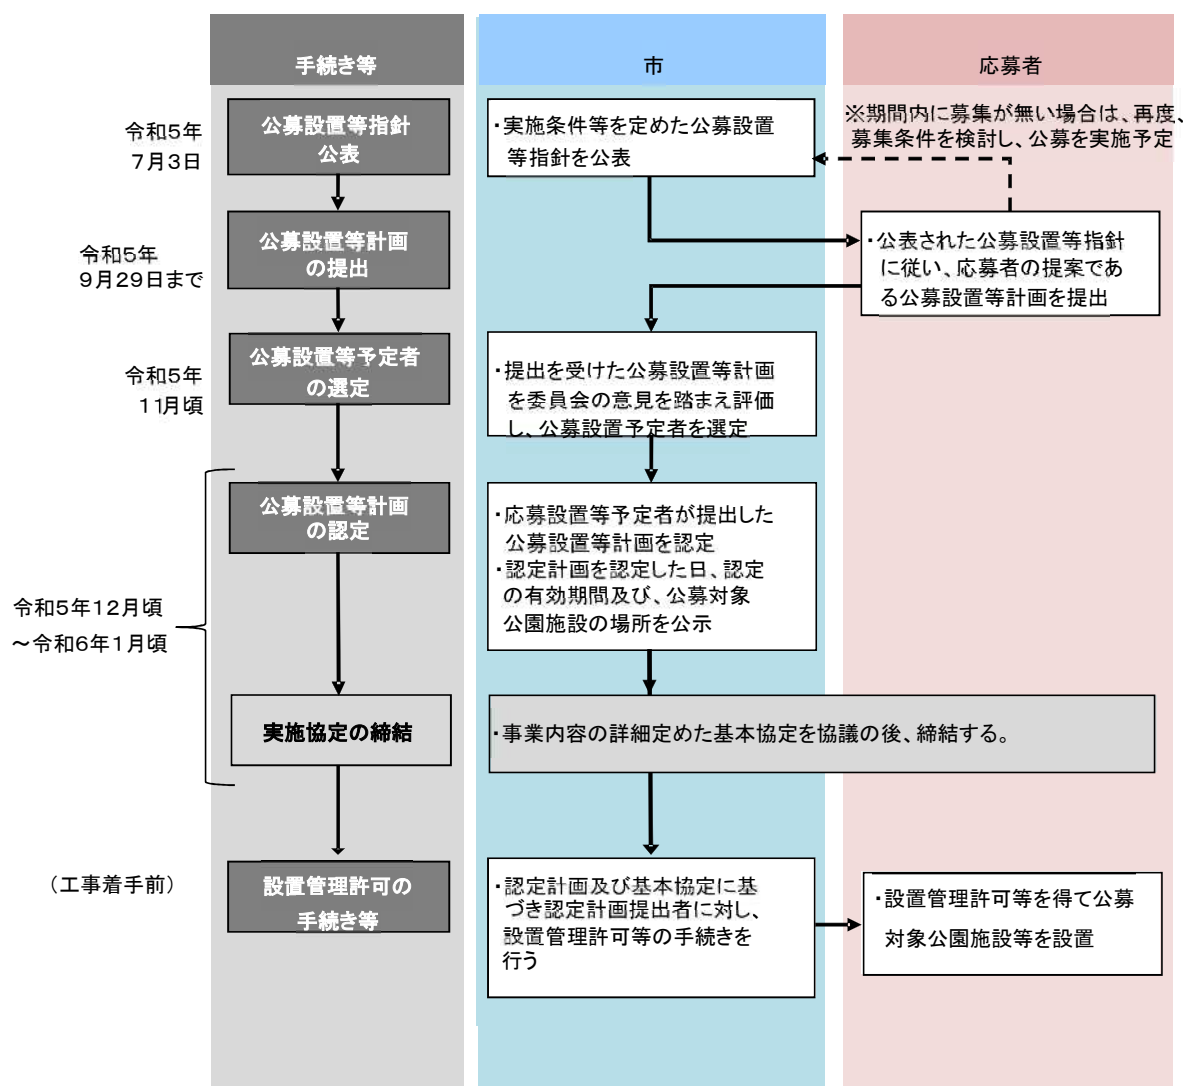 手続き等
市
応募者
令和5年
7月3日
公募設置等指針
公表
・実施条件等を定めた公募設置
等指針を公表
※期間内に募集が無い場合は、再度、
募集条件を検討し、公募を実施予定
令和5年
9月29日まで
公募設置等計画
の提出
・公表された公募設置等指針
に従い、応募者の提案であ
る公募設置等計画を提出
令和5年
11月頃
公募設置等予定者
の選定
・提出を受けた公募設置等計画
を委員会の意見を踏まえ評価
し、公募設置予定者を選定
令和5年12月頃
～令和6年1月頃
公募設置等計画
の認定
・応募設置等予定者が提出した
公募設置等計画を認定
・認定計画を認定した日、認定
の有効期間及び、公募対象
公園施設の場所を公示
実施協定の締結
・事業内容の詳細定めた基本協定を協議の後、締結する。
（工事着手前）
設置管理許可の
手続き等
・認定計画及び基本協定に基
づき認定計画提出者に対し、
設置管理許可等の手続きを
行う
・設置管理許可等を得て公募
対象公園施設等を設置